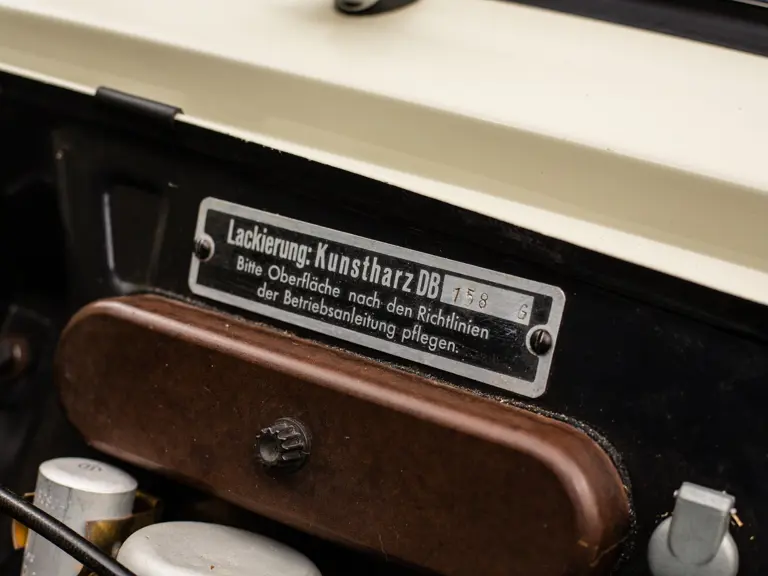 Lackierung: Kunstharz DB 158 G
Bitte Oberfläche nach den Richtlinien
der Betriebsanleitung pflegen.